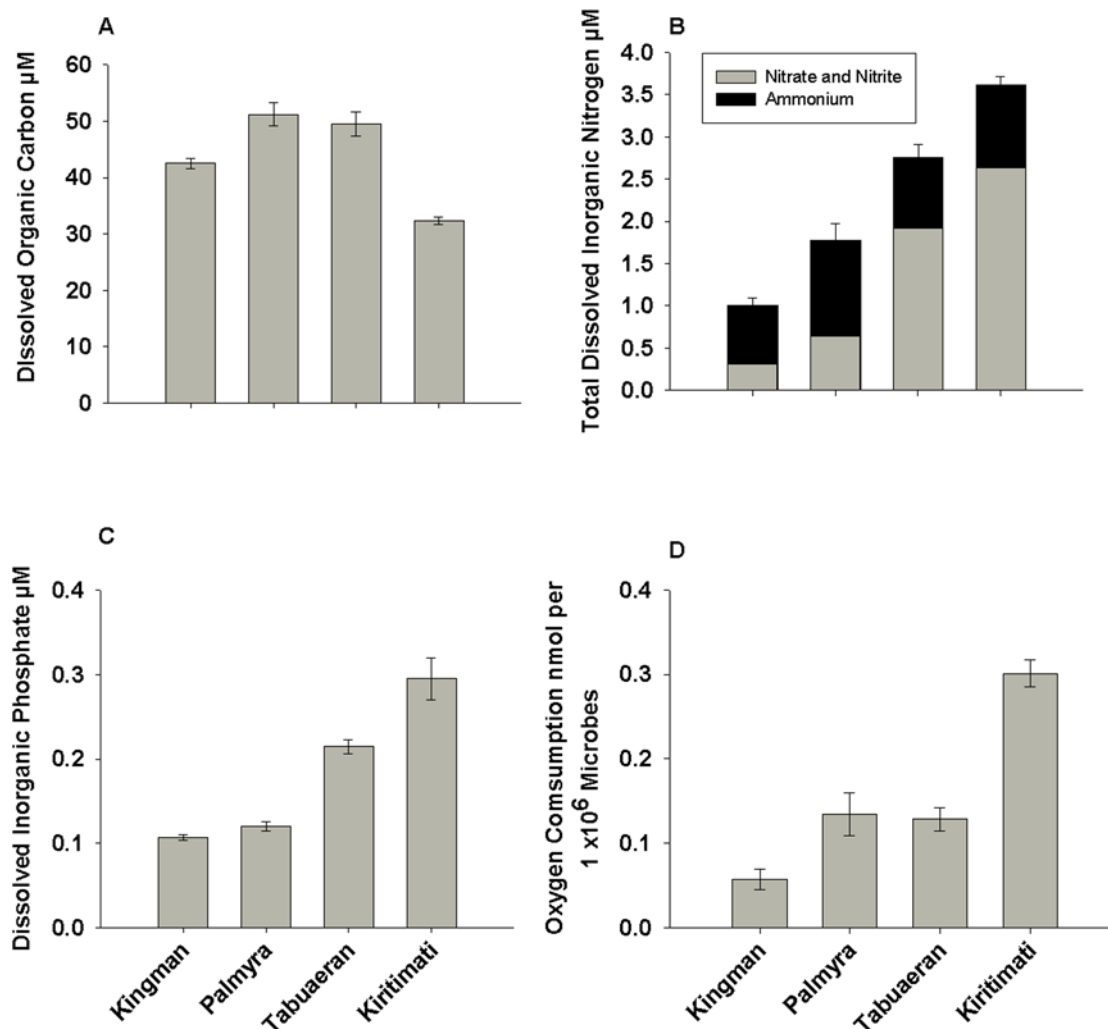 A
Dissolved Organic Carbon µM
60
50
40
30
20
10
0
B
Total Dissolved Inorganic Nitrogen µM
4.0
3.5
3.0
2.5
2.0
1.5
1.0
0.5
0.0
Nitrate and Nitrite
Ammonium
C
Dissolved Inorganic Phosphate µM
0.4
0.3
0.2
0.1
0.0
Kingman
Palmyra
Tabuaeran
Kiritimati
D
Oxygen Comsumption nmol per
1 x10⁶ Microbes
0.4
0.3
0.2
0.1
0.0
Kingman
Palmyra
Tabuaeran
Kiritimati